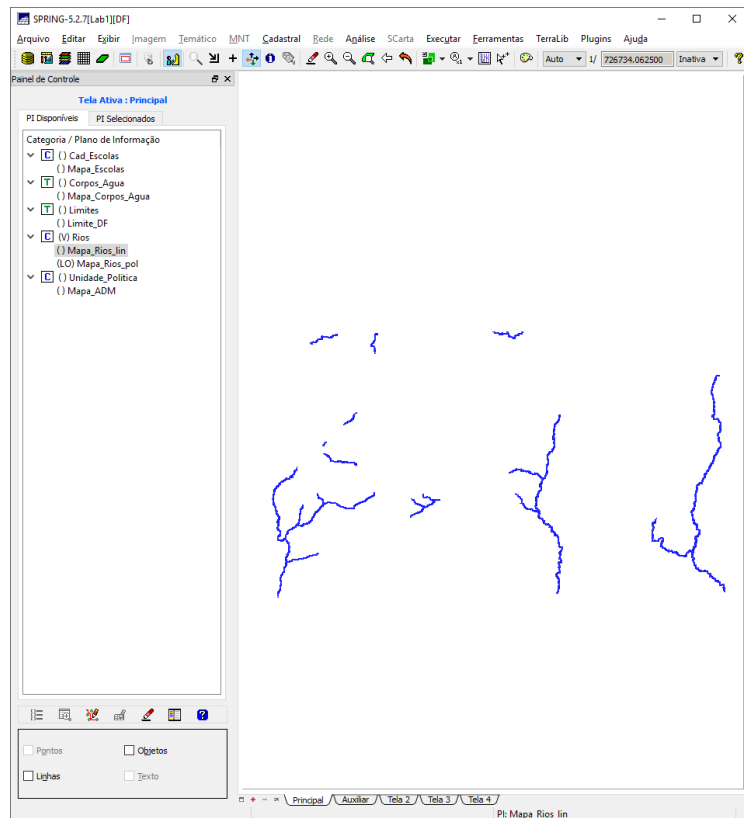 SPRING-5.2.7[Lab1][DF]
Arquivo Editar Exibir Imagem Temático MNT Cadastral Rede Análise SCarta Executar Ferramentas TerraLib Plugins Ajuda
Auto 1/ 726734.062500 Inativa
Painel de Controle
Tela Ativa : Principal
PI Disponíveis PI Selecionados
Categoria / Plano de Informação
C () Cad_Escolas
() Mapa_Escolas
T () Corpos_Agua
() Mapa_Corpos_Agua
T () Limites
() Limite_DF
C (V) Rios
() Mapa_Rios_lin
(LO) Mapa_Rios_pol
C () Unidade_Politica
() Mapa_ADM
Pontos Objetos
Linhas Texto
Principal Auxiliar Tela 2 Tela 3 Tela 4
PI: Mapa_Rios_lin